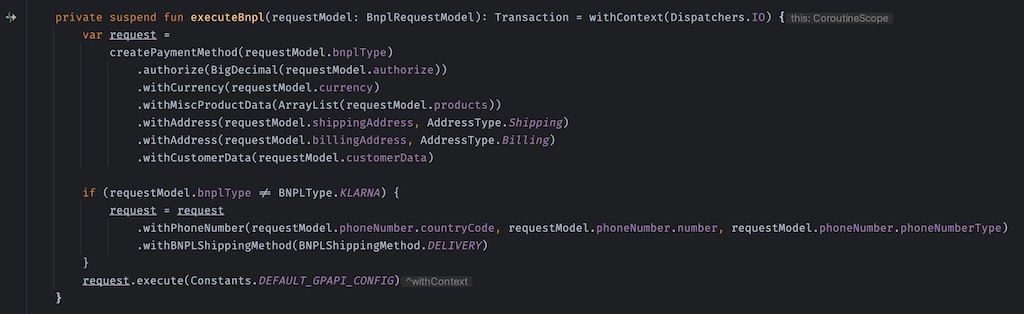 private suspend fun executeBnpl(requestModel: BnplRequestModel): Transaction = withContext(Dispatchers.IO) { this: CoroutineScope
    var request =
        createPaymentMethod(requestModel.bnplType)
            .authorize(BigDecimal(requestModel.authorize))
            .withCurrency(requestModel.currency)
            .withMiscProductData(ArrayList(requestModel.products))
            .withAddress(requestModel.shippingAddress, AddressType.Shipping)
            .withAddress(requestModel.billingAddress, AddressType.Billing)
            .withCustomerData(requestModel.customerData)

    if (requestModel.bnplType ≠ BNPLType.KLARNA) {
        request = request
            .withPhoneNumber(requestModel.phoneNumber.countryCode, requestModel.phoneNumber.number, requestModel.phoneNumber.phoneNumberType)
            .withBNPLShippingMethod(BNPLShippingMethod.DELIVERY)
    }
    request.execute(Constants.DEFAULT_GPAPI_CONFIG) ^withContext
}